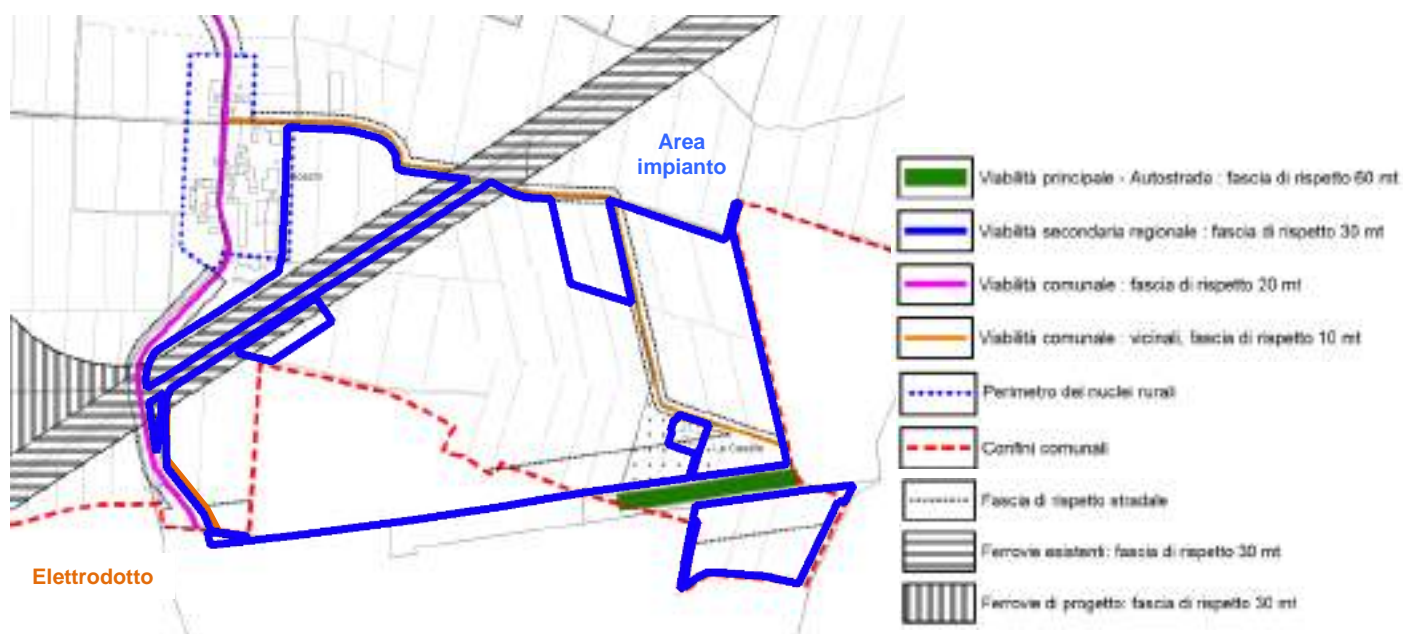 Area
impianto
La Casella
Elettrodotto
Viabilità principale - Autostrada : fascia di rispetto 60 mt
Viabilità secondaria regionale : fascia di rispetto 30 mt
Viabilità comunale : fascia di rispetto 20 mt
Viabilità comunale : vicinali, fascia di rispetto 10 mt
Perimetro dei nuclei rurali
Confini comunali
Fascia di rispetto stradale
Ferrovie esistenti: fascia di rispetto 30 mt
Ferrovie di progetto: fascia di rispetto 30 mt